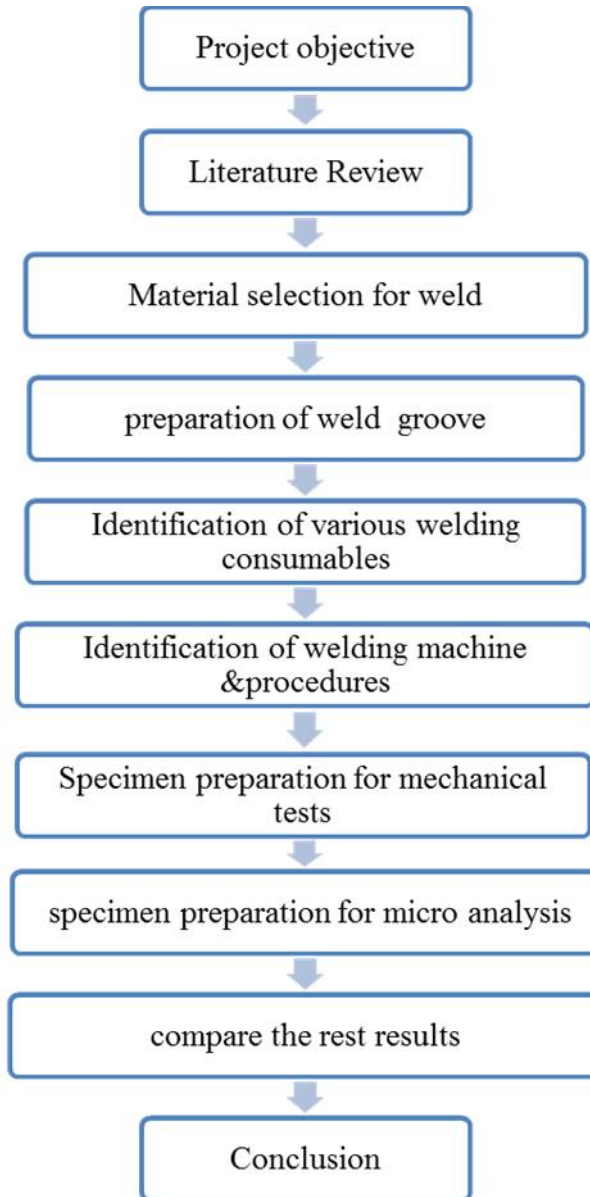 Project objective
Literature Review
Material selection for weld
preparation of weld groove
Identification of various welding
consumables
Identification of welding machine
&procedures
Specimen preparation for mechanical
tests
specimen preparation for micro analysis
compare the rest results
Conclusion